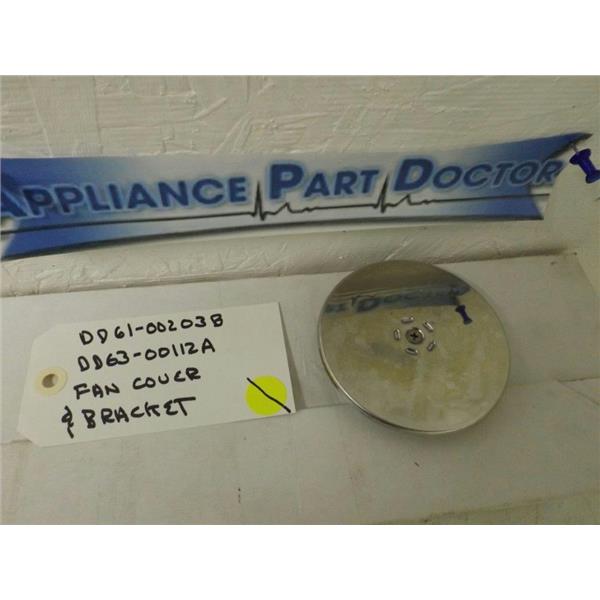 APPLIANCE PART DOCTOR
DD61-00203B
DD63-00112A
FAN COVER
& BRACKET